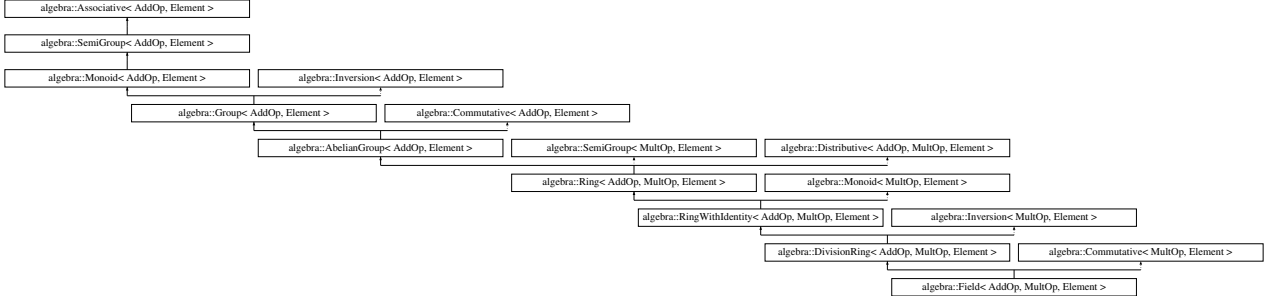 algebra::Associative< AddOp, Element >
algebra::SemiGroup< AddOp, Element >
algebra::Monoid< AddOp, Element >
algebra::Inversion< AddOp, Element >
algebra::Group< AddOp, Element >
algebra::Commutative< AddOp, Element >
algebra::AbelianGroup< AddOp, Element >
algebra::SemiGroup< MultOp, Element >
algebra::Distributive< AddOp, MultOp, Element >
algebra::Ring< AddOp, MultOp, Element >
algebra::Monoid< MultOp, Element >
algebra::RingWithIdentity< AddOp, MultOp, Element >
algebra::Inversion< MultOp, Element >
algebra::DivisionRing< AddOp, MultOp, Element >
algebra::Commutative< MultOp, Element >
algebra::Field< AddOp, MultOp, Element >